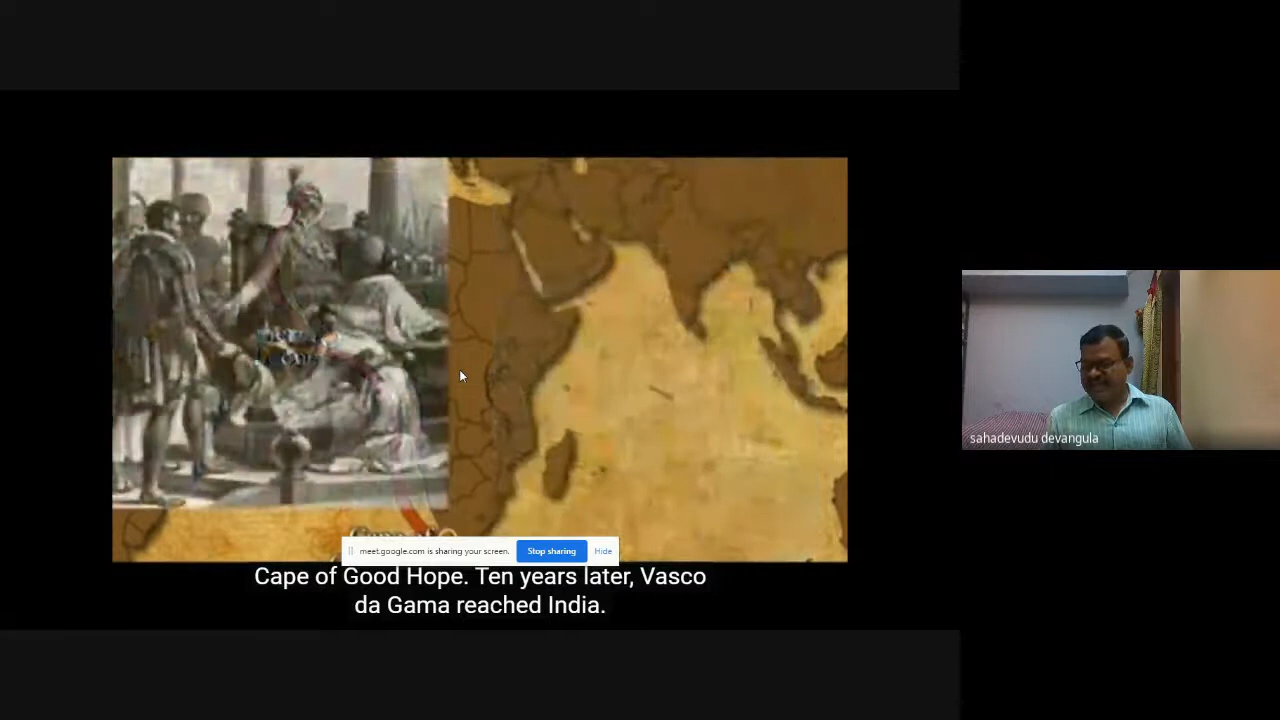 meet.google.com is sharing your screen. Stop sharing Hide
Cape of Good Hope. Ten years later, Vasco
da Gama reached India.
sahadevudu devangula